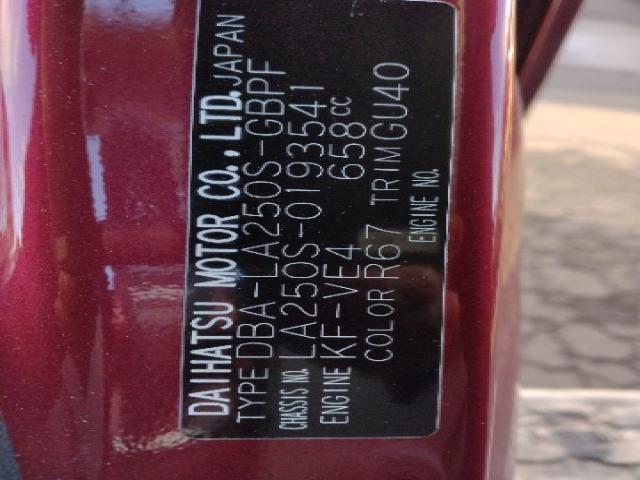 DAIHATSU MOTOR CO., LTD. JAPAN
TYPE DBA-LA250S-GBPF
CHASSIS NO. LA250S-0193541
ENGINE KF-VE4 658CC
COLOR R67 TRIM GU40
ENGINE NO.